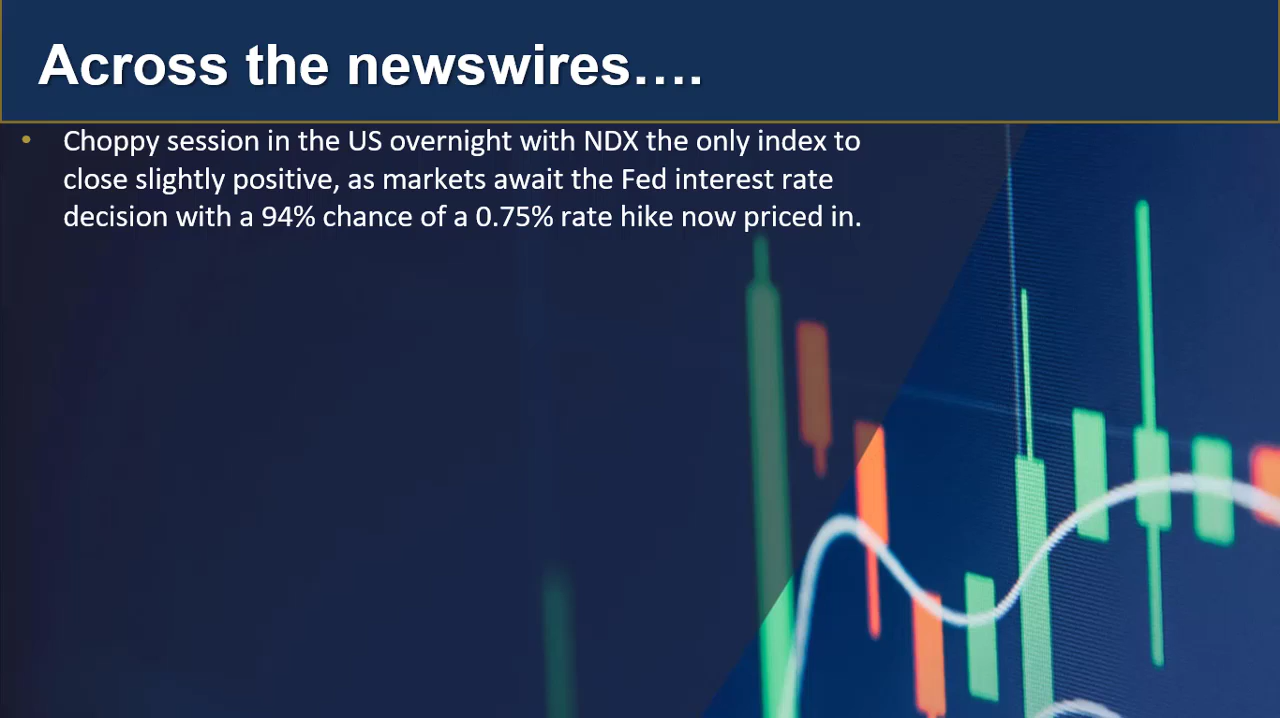 Across the newswires….
• Choppy session in the US overnight with NDX the only index to
close slightly positive, as markets await the Fed interest rate
decision with a 94% chance of a 0.75% rate hike now priced in.